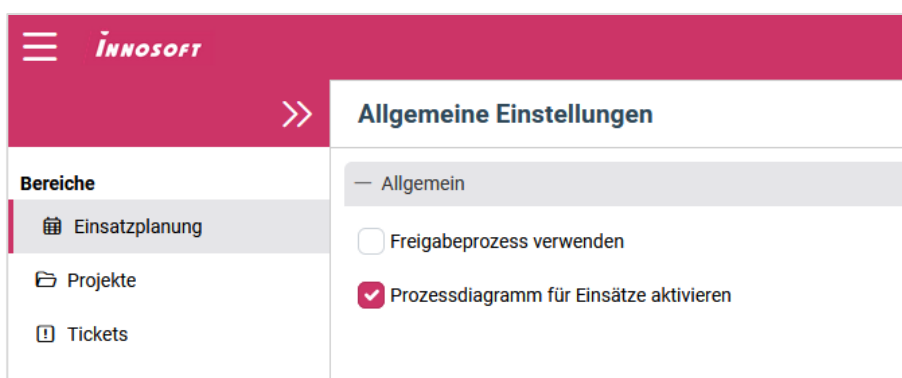 INNOSOFT
Allgemeine Einstellungen
Bereiche
Einsatzplanung
Projekte
Tickets
— Allgemein
Freigabeprozess verwenden
Prozessdiagramm für Einsätze aktivieren